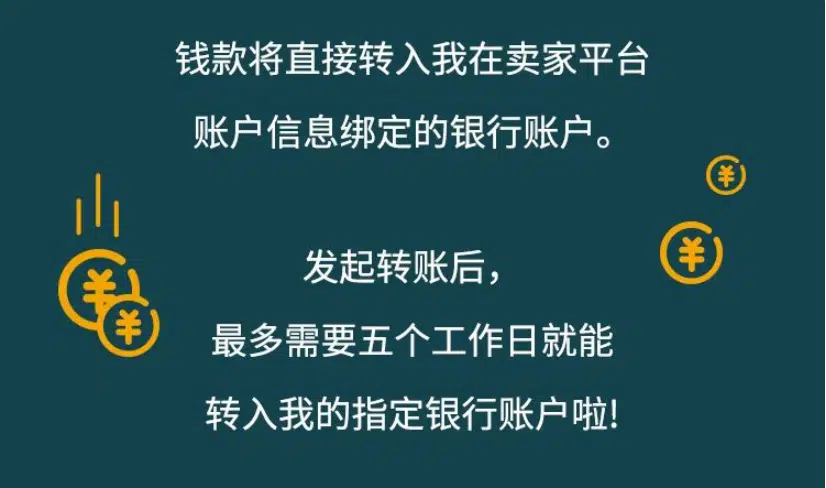 钱款将直接转入我在卖家平台
账户信息绑定的银行账户。
发起转账后，
最多需要五个工作日就能
转入我的指定银行账户啦!